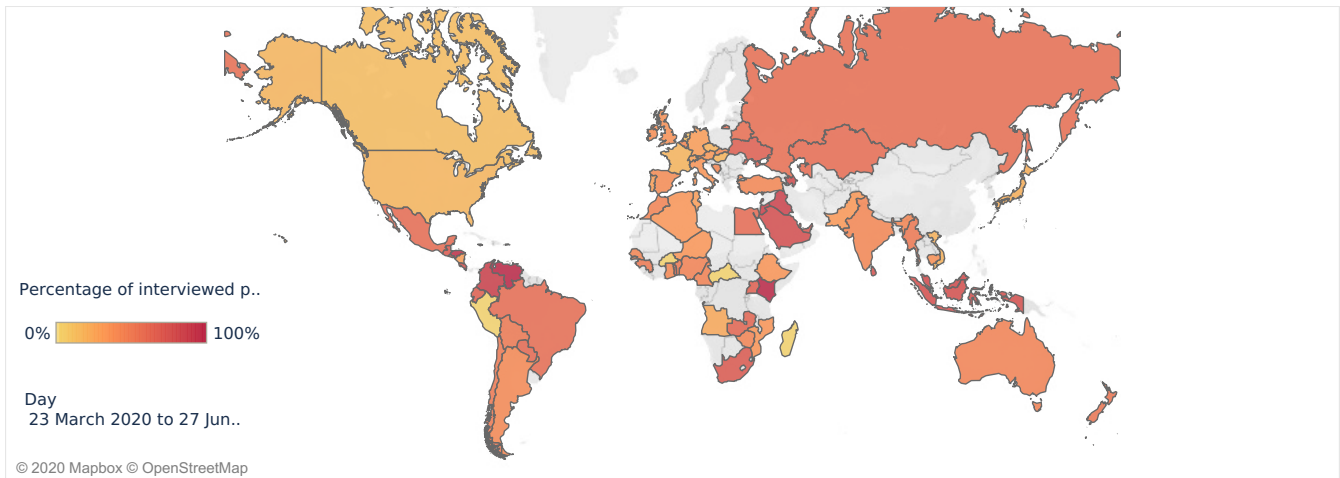 Percentage of interviewed p..
0%
100%
Day
23 March 2020 to 27 Jun..
© 2020 Mapbox © OpenStreetMap